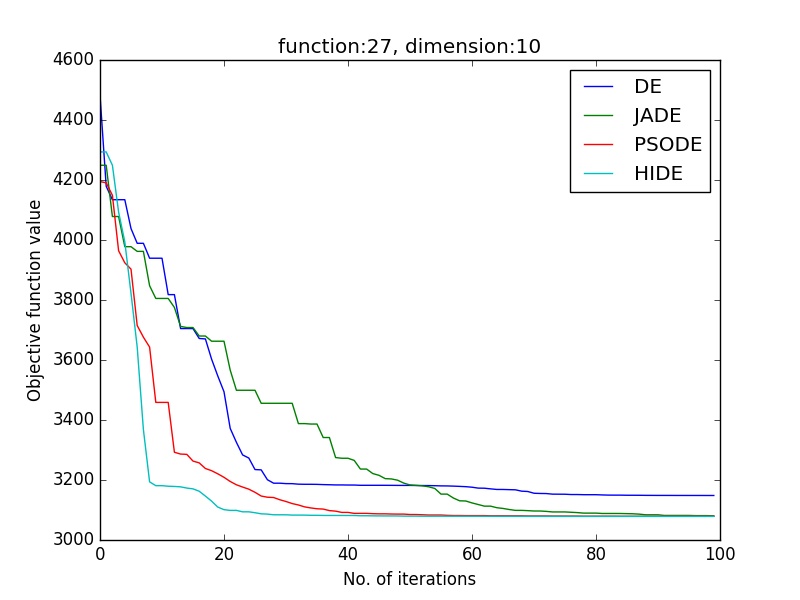 function:27, dimension:10
4600
4400
4200
4000
3800
3600
3400
3200
3000
Objective function value
0
20
40
60
80
100
No. of iterations
DE
JADE
PSODE
HIDE